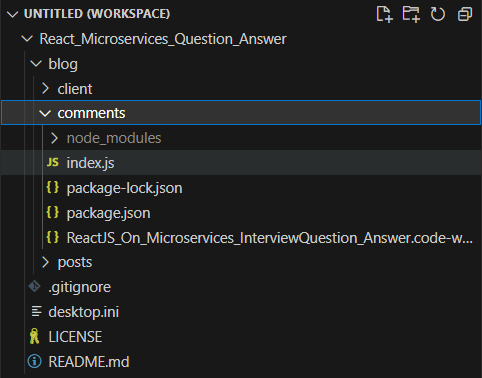 UNTITLED (WORKSPACE)
React_Microservices_Question_Answer
blog
client
comments
node_modules
JS index.js
{} package-lock.json
{} package.json
{} ReactJS_On_Microservices_InterviewQuestion_Answer.code-w...
posts
.gitignore
desktop.ini
LICENSE
README.md